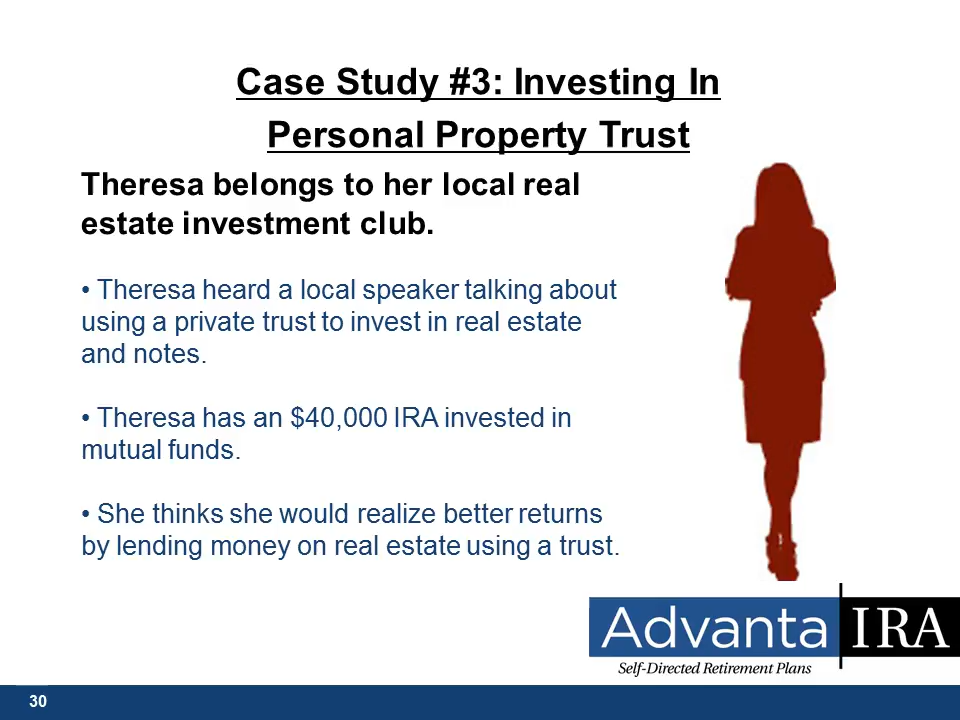 Case Study #3: Investing In
Personal Property Trust
Theresa belongs to her local real
estate investment club.
• Theresa heard a local speaker talking about
using a private trust to invest in real estate
and notes.
• Theresa has an $40,000 IRA invested in
mutual funds.
• She thinks she would realize better returns
by lending money on real estate using a trust.
Advanta IRA
Self-Directed Retirement Plans
30